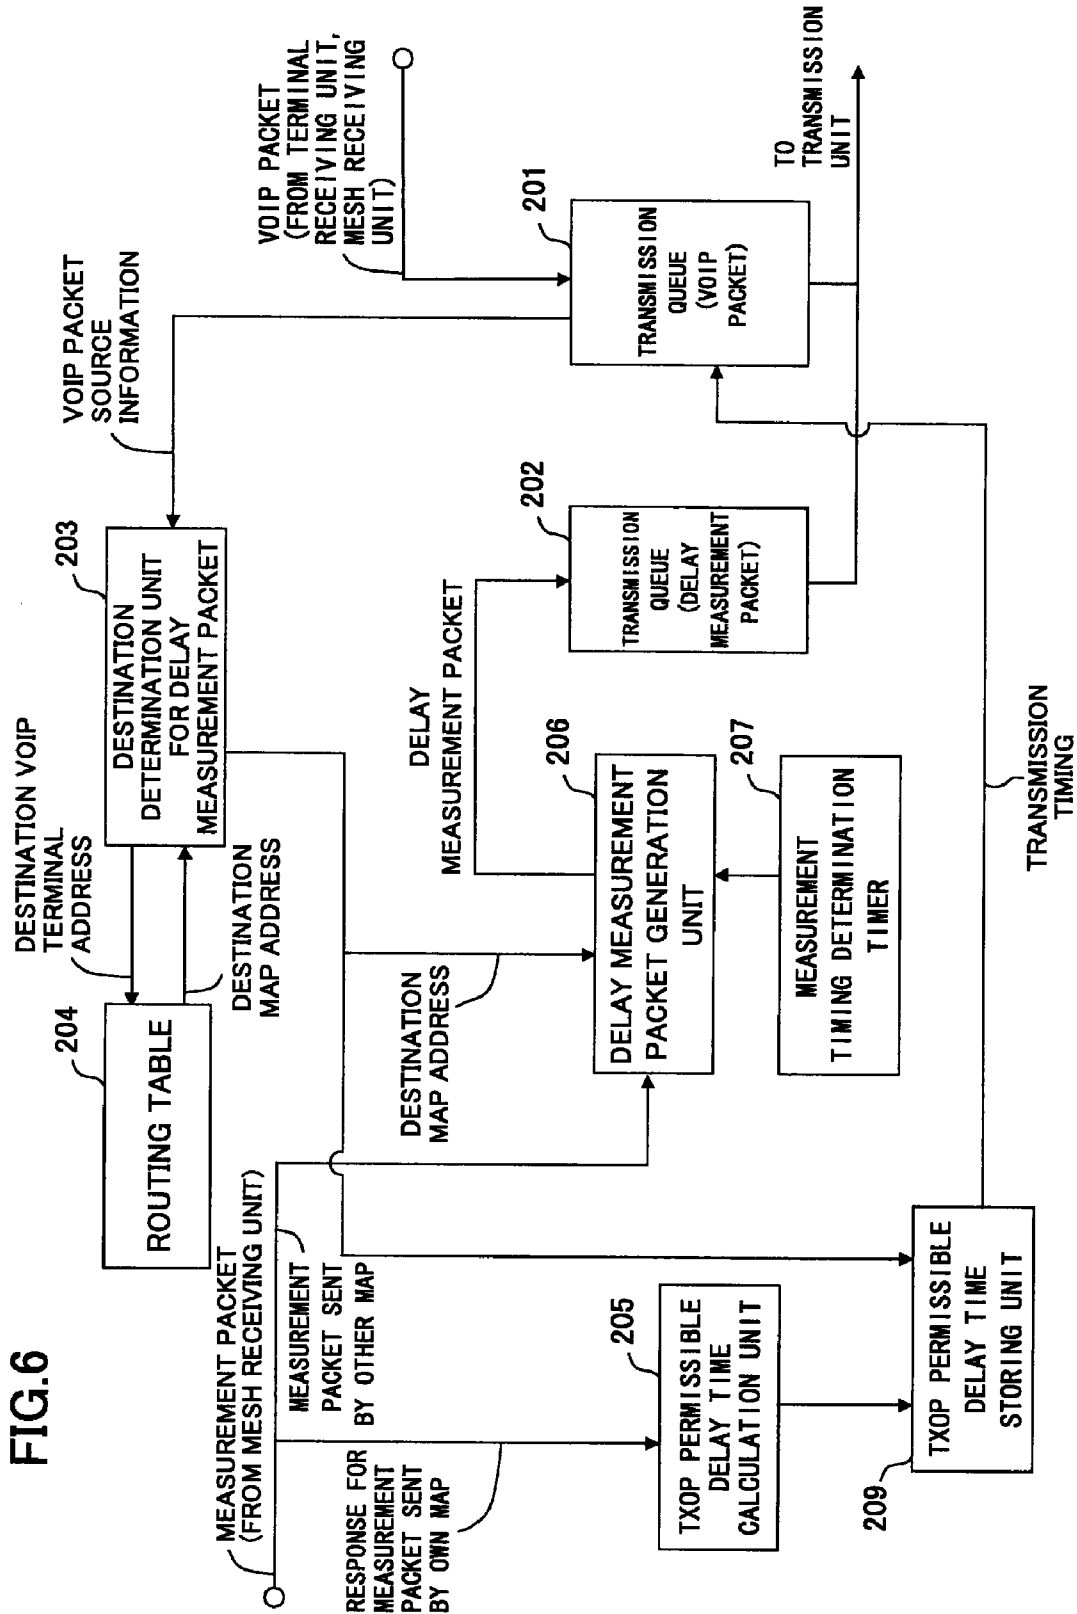 FIG.6
MEASUREMENT PACKET
(FROM MESH RECEIVING UNIT)
204
ROUTING TABLE
DESTINATION VOIP
TERMINAL
ADDRESS
DESTINATION
MAP ADDRESS
203
DESTINATION
DETERMINATION UNIT
FOR DELAY
MEASUREMENT PACKET
VOIP PACKET
SOURCE
INFORMATION
VOIP PACKET
(FROM TERMINAL
RECEIVING UNIT,
MESH RECEIVING
UNIT)
MEASUREMENT
PACKET SENT
BY OTHER MAP
RESPONSE FOR
MEASUREMENT
PACKET SENT
BY OWN MAP
DESTINATION
MAP ADDRESS
DELAY
MEASUREMENT PACKET
205
TXOP PERMISSIBLE
DELAY TIME
CALCULATION UNIT
206
DELAY MEASUREMENT
PACKET GENERATION
UNIT
202
TRANSMISSION
QUEUE
(DELAY
MEASUREMENT
PACKET)
201
TRANSMISSION
QUEUE
(VOIP
PACKET)
TO
TRANSMISSION
UNIT
207
MEASUREMENT
TIMING DETERMINATION
TIMER
209
TXOP PERMISSIBLE
DELAY TIME
STORING UNIT
TRANSMISSION
TIMING